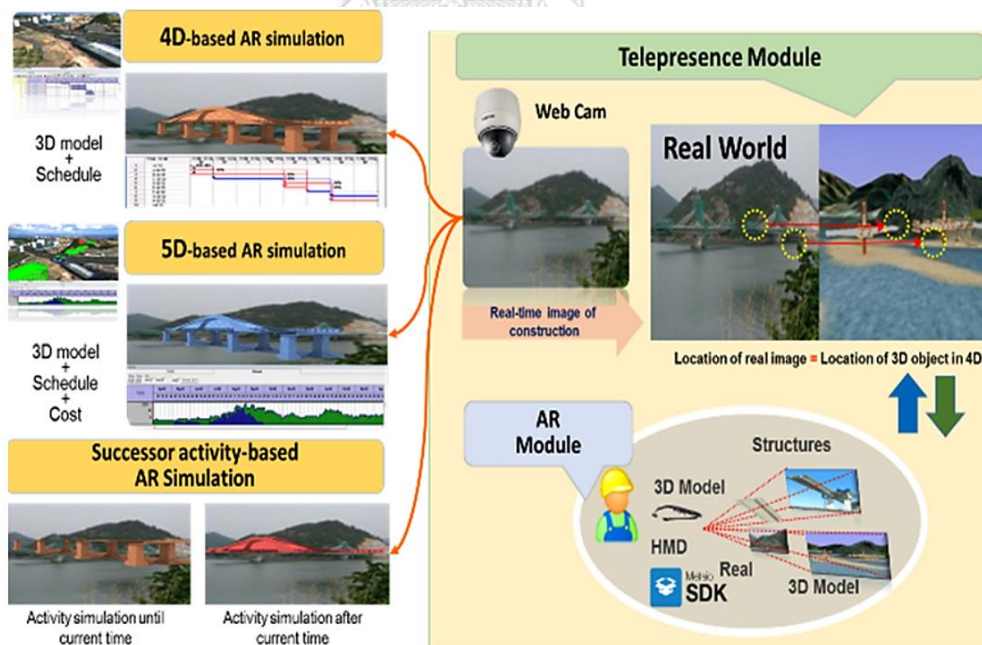 4D-based AR simulation
3D model
+
Schedule
5D-based AR simulation
3D model
+
Schedule
+
Cost
Successor activity-based
AR Simulation
Activity simulation until
current time
Activity simulation after
current time
Telepresence Module
Web Cam
Real-time image of
construction
Real World
Location of real image = Location of 3D object in 4D
AR
Module
Structures
3D Model
HMD
Real
Metaio
SDK
3D Model